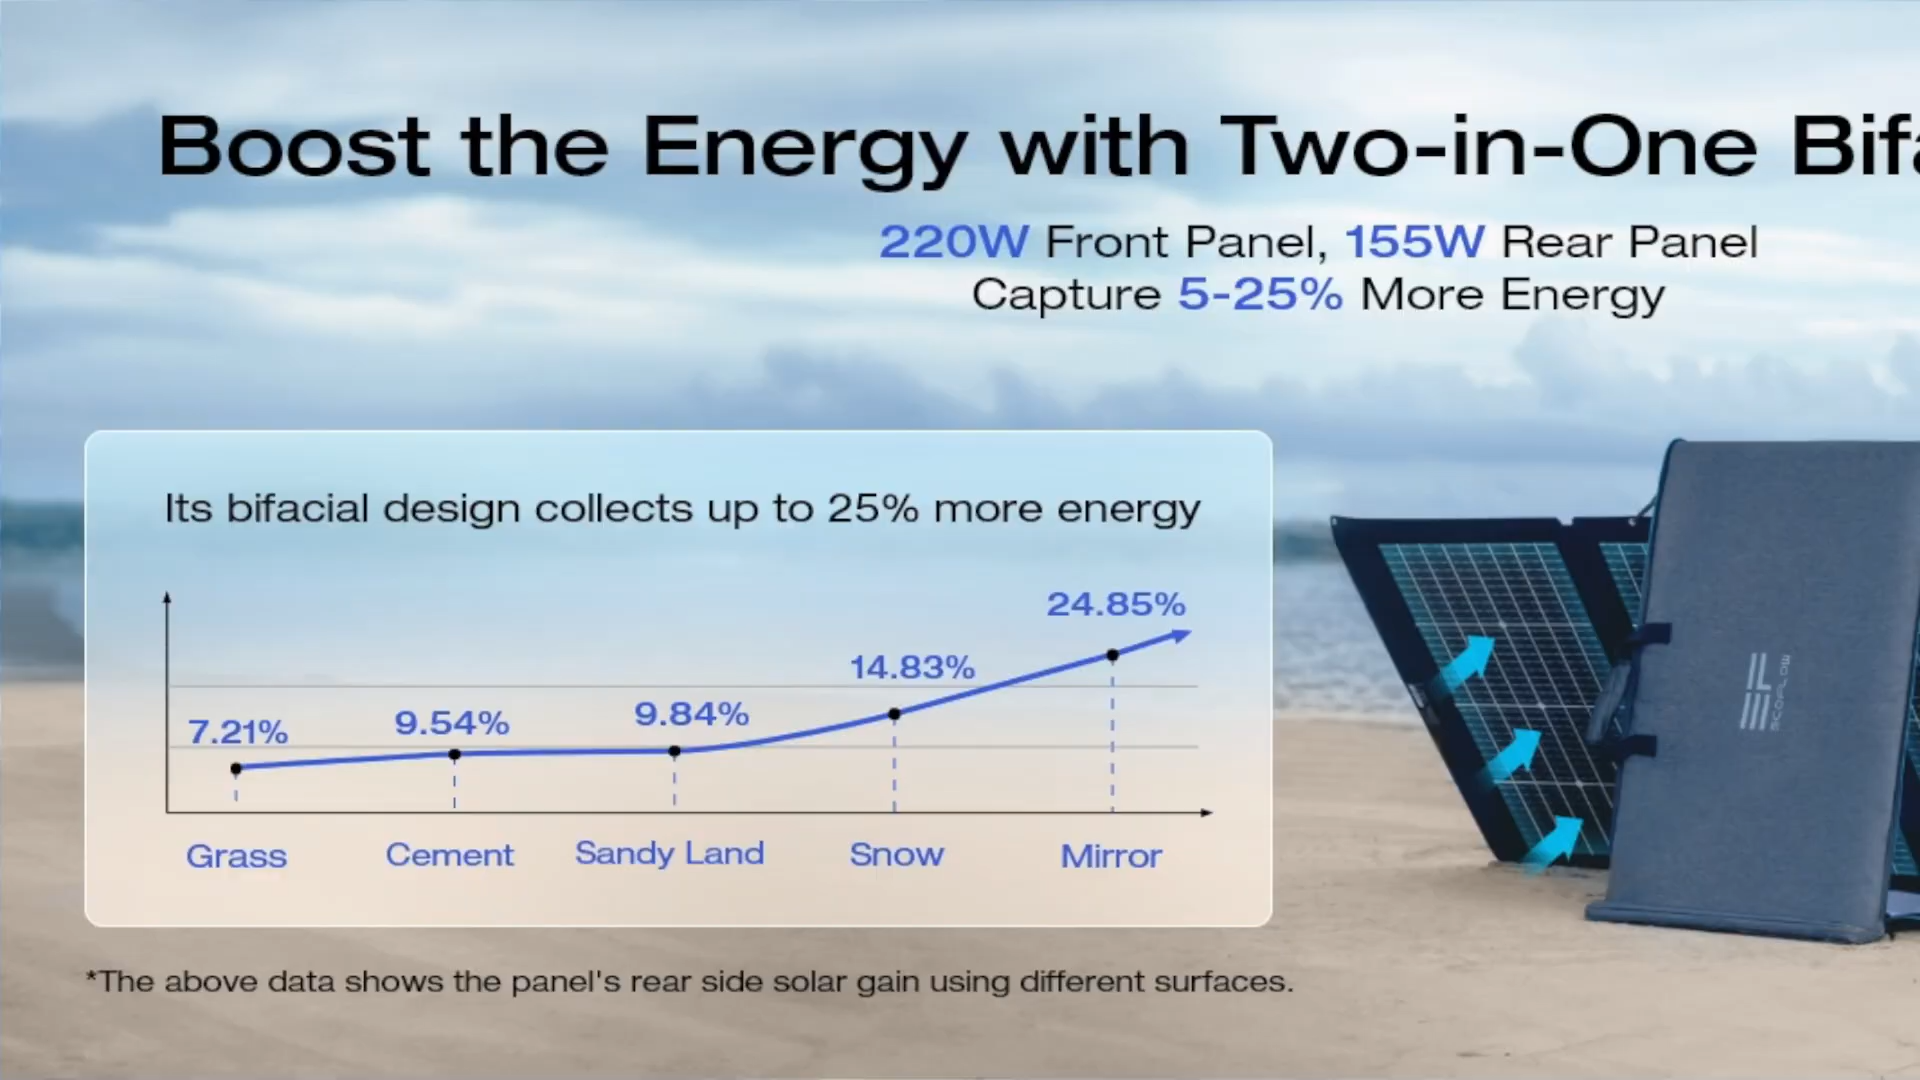 Boost the Energy with Two-in-One
220W Front Panel, 155W Rear Panel
Capture 5-25% More Energy
Its bifacial design collects up to 25% more energy
24.85%
14.83%
9.84%
9.54%
7.21%
Grass Cement Sandy Land Snow Mirror
ECOFLOW
*The above data shows the panel's rear side solar gain using different surfaces.